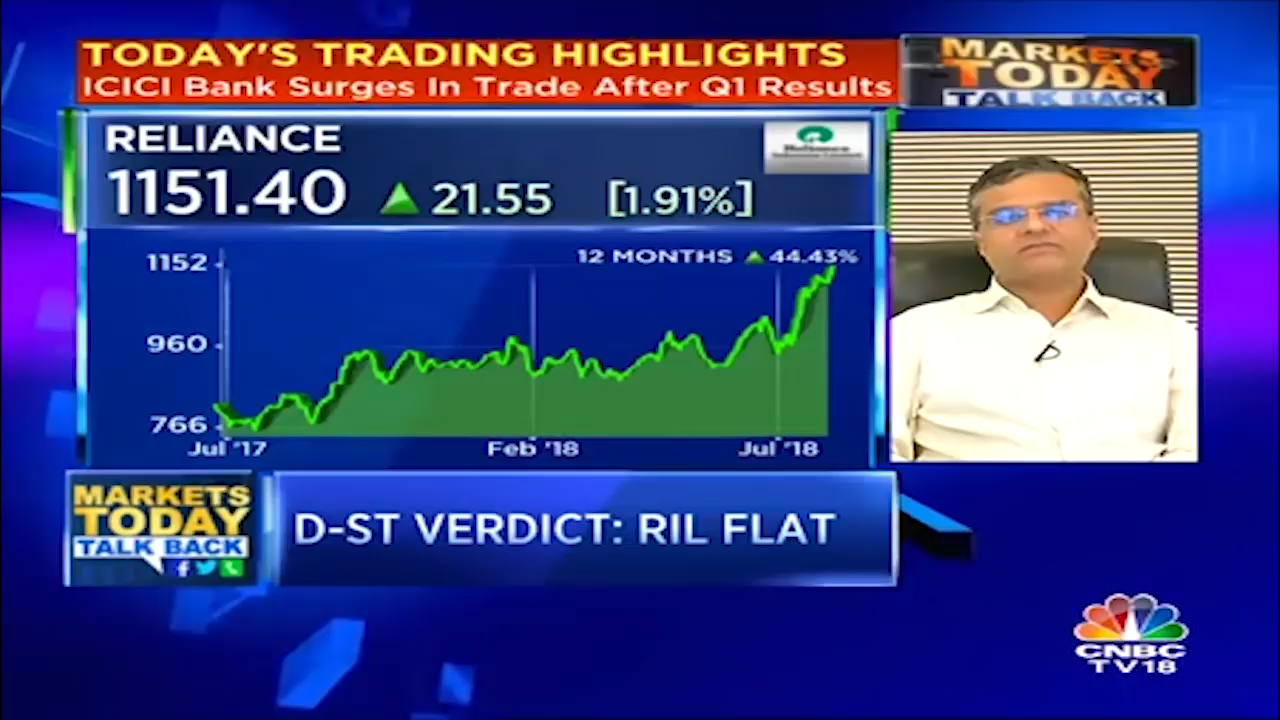 TODAY'S TRADING HIGHLIGHTS
ICICI Bank Surges In Trade After Q1 Results
MARKETS
TODAY
TALK BACK
RELIANCE
Reliance
1151.40 ▲ 21.55 [1.91%]
12 MONTHS ▲ 44.43%
1152
960
766
Jul '17 Feb '18 Jul '18
MARKETS
TODAY
TALK BACK
D-ST VERDICT: RIL FLAT
CNBC
TV18